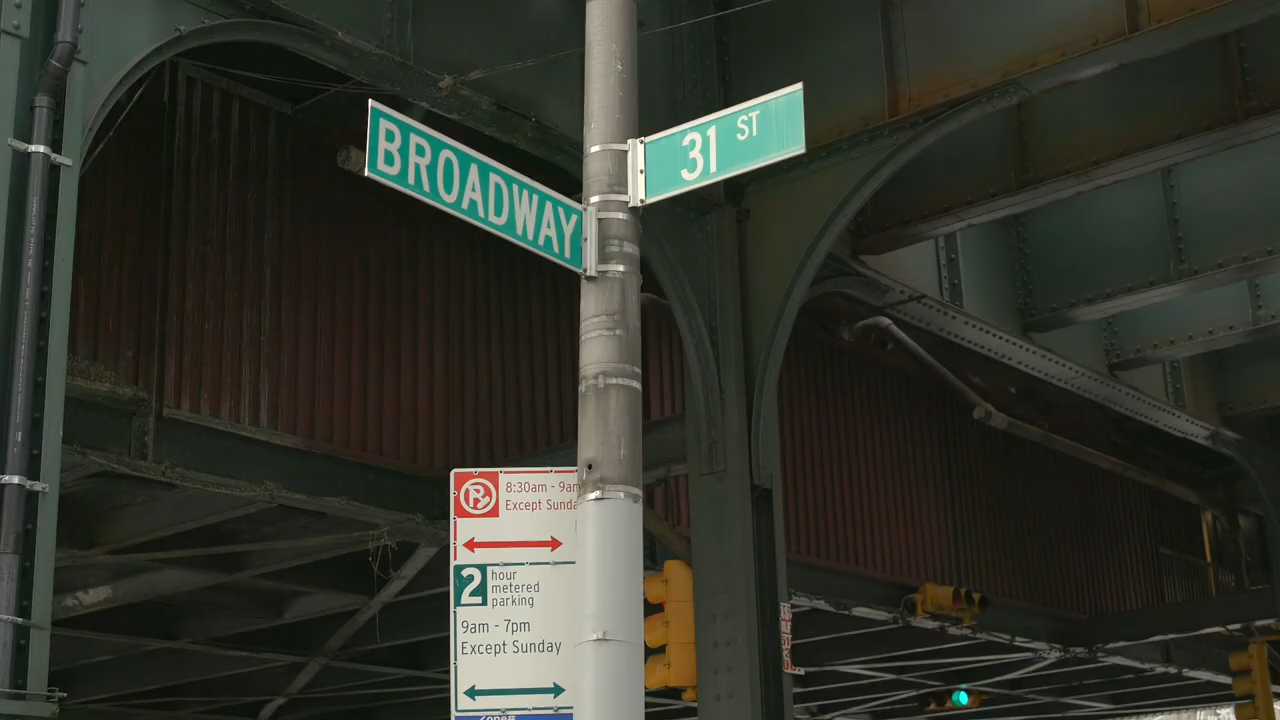 BROADWAY
31 ST
8:30am - 9am
Except Sunda
2 hour
metered
parking
9am - 7pm
Except Sunday